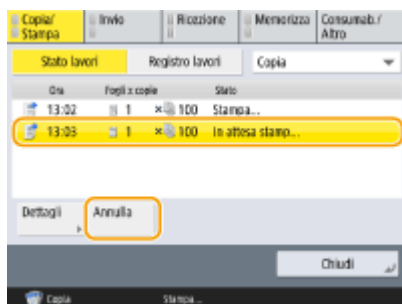 Copia/ Stampa
Invio
Ricezione
Memorizza
Consumab./ Altro
Stato lavori
Registro lavori
Copia
Ora
Fogli x copie
Stato
13:02 1 × 100 Stampa...
13:03 1 × 100 In attesa stamp...
Dettagli
Annulla
Chiudi
Copia
Stampa...